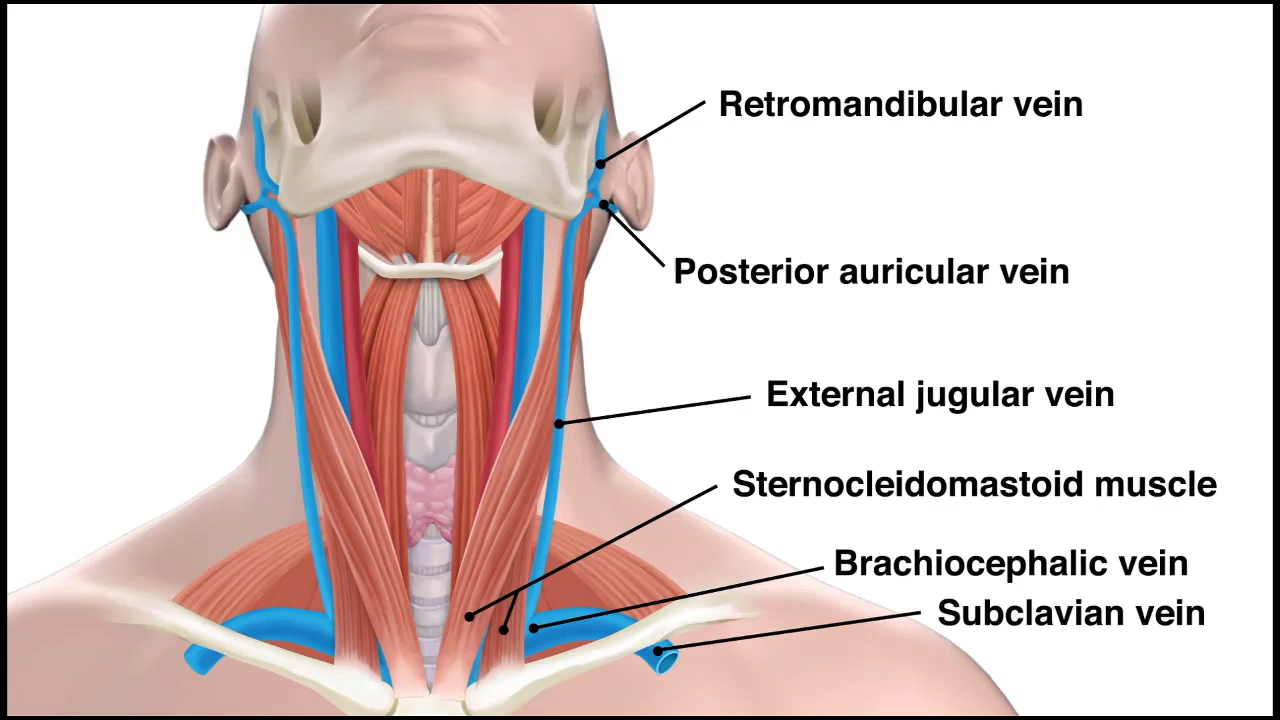 Retromandibular vein
Posterior auricular vein
External jugular vein
Sternocleidomastoid muscle
Brachiocephalic vein
Subclavian vein